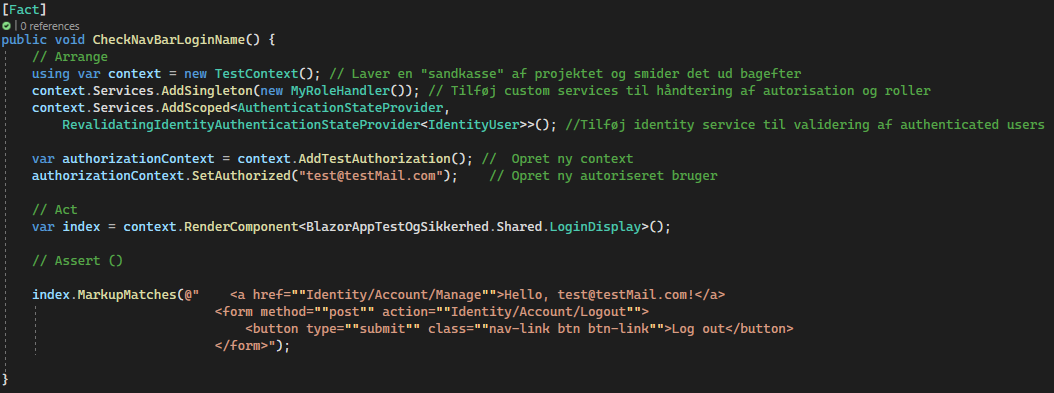 [Fact]
| 0 references
public void CheckNavBarLoginName() {
// Arrange
using var context = new TestContext(); // Laver en "sandkasse" af projektet og smider det ud bagefter
context.Services.AddSingleton(new MyRoleHandler()); // Tilføj custom services til håndtering af autorisation og roller
context.Services.AddScoped<AuthenticationStateProvider,
RevalidatingIdentityAuthenticationStateProvider<IdentityUser>>(); //Tilføj identity service til validering af authenticated users
var authorizationContext = context.AddTestAuthorization(); //  Opret ny context
authorizationContext.SetAuthorized("test@testMail.com");    // Opret ny autoriseret bruger
// Act
var index = context.RenderComponent<BlazorAppTestOgSikkerhed.Shared.LoginDisplay>();
// Assert ()
index.MarkupMatches(@"    <a href=""Identity/Account/Manage"">Hello, test@testMail.com!</a>
<form method=""post"" action=""Identity/Account/Logout"">
<button type=""submit"" class=""nav-link btn btn-link"">Log out</button>
</form>");
}